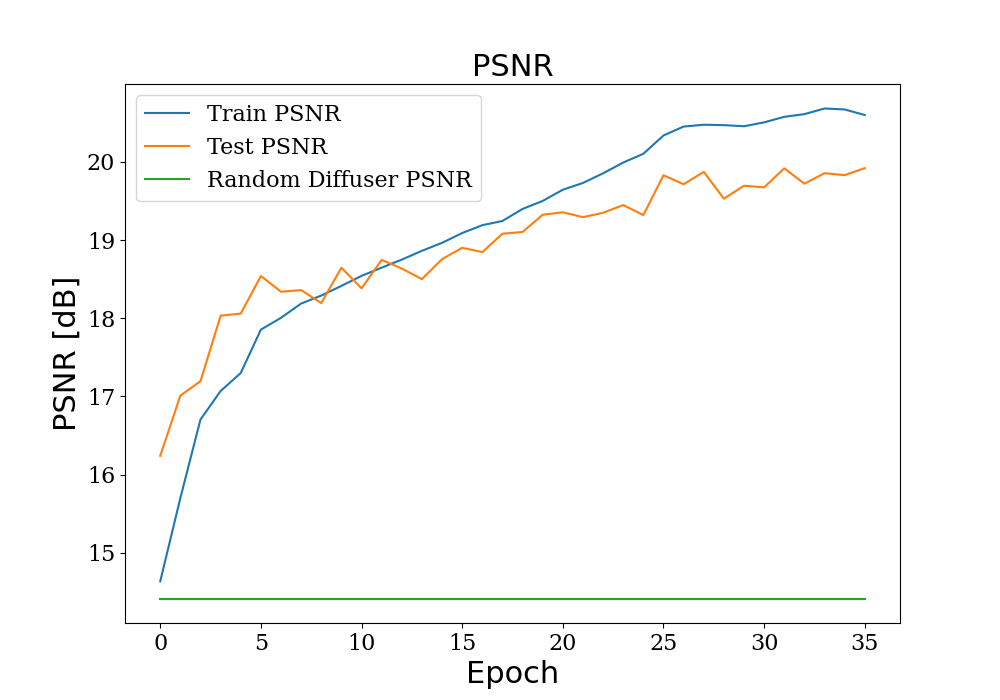 PSNR
Train PSNR
Test PSNR
Random Diffuser PSNR
PSNR [dB]
20
19
18
17
16
15
0 5 10 15 20 25 30 35
Epoch